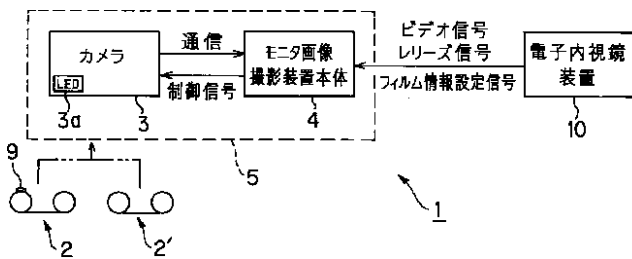 カメラ
LED
3a
3
通信
制御信号
モニタ画像
撮影装置本体
4
ビデオ信号
レリーズ信号
フィルム情報設定信号
電子内視鏡
装置
10
5
1
9
2
2'